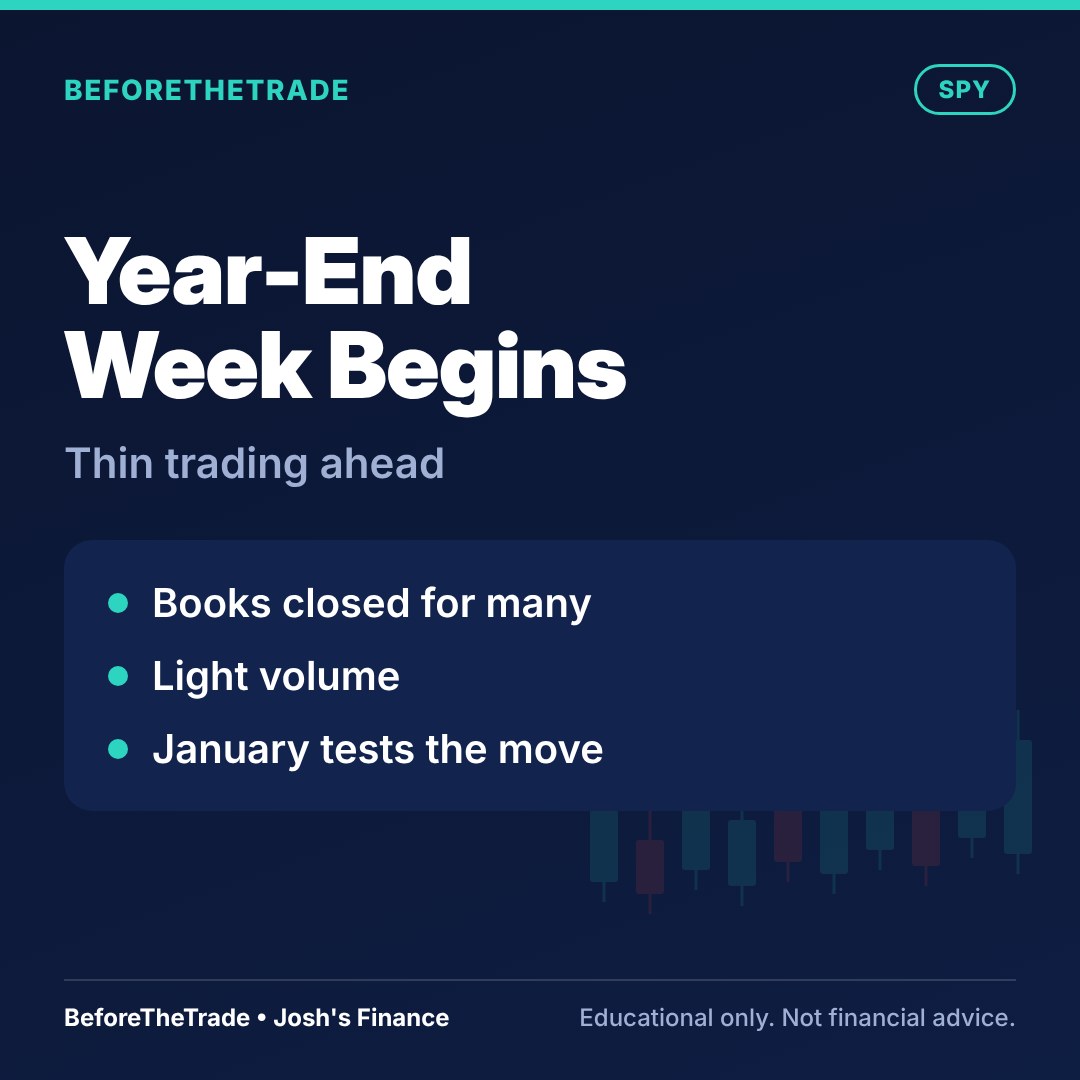 BEFORETHETRADE
SPY
Year-End
Week Begins
Thin trading ahead
Books closed for many
Light volume
January tests the move
BeforeTheTrade • Josh's Finance
Educational only. Not financial advice.